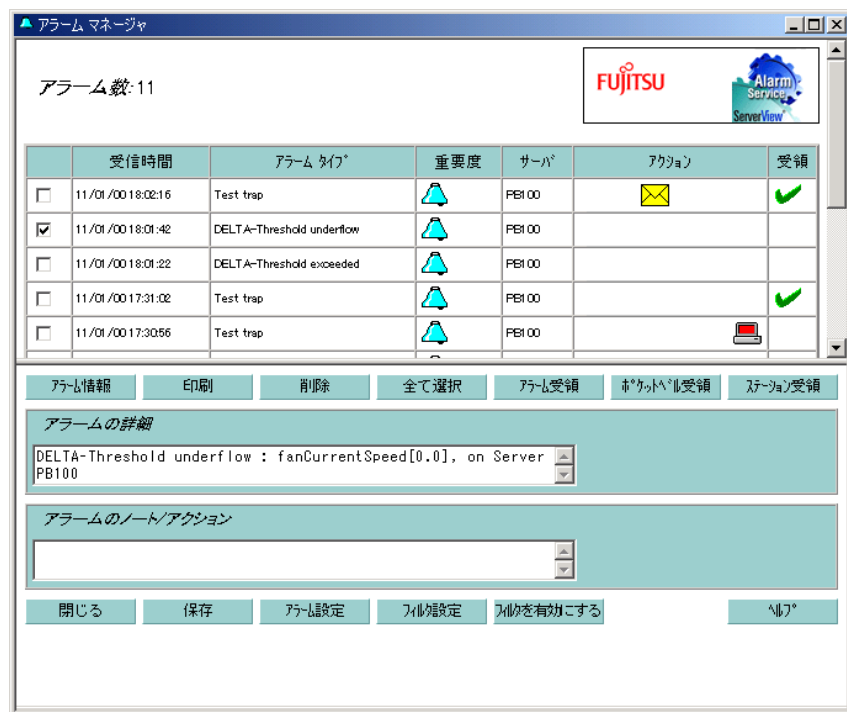 アラーム マネージャ
アラーム数:11
FUJITSU
Alarm
Service
ServerView
受信時間 アラーム タイプ 重要度 サーバ アクション 受領
11/01/00 18:02:16 Test trap PB100
11/01/00 18:01:42 DELTA-Threshold underflow PB100
11/01/00 18:01:22 DELTA-Threshold exceeded PB100
11/01/00 17:31:02 Test trap PB100
11/01/00 17:30:56 Test trap PB100
アラーム情報 印刷 削除 全て選択 アラーム受領 ポケットベル受領 ステーション受領
アラームの詳細
DELTA-Threshold underflow : fanCurrentSpeed[0.0], on Server
PB100
アラームのノート/アクション
閉じる 保存 アラーム設定 フィルタ設定 フィルタを有効にする ヘルプ